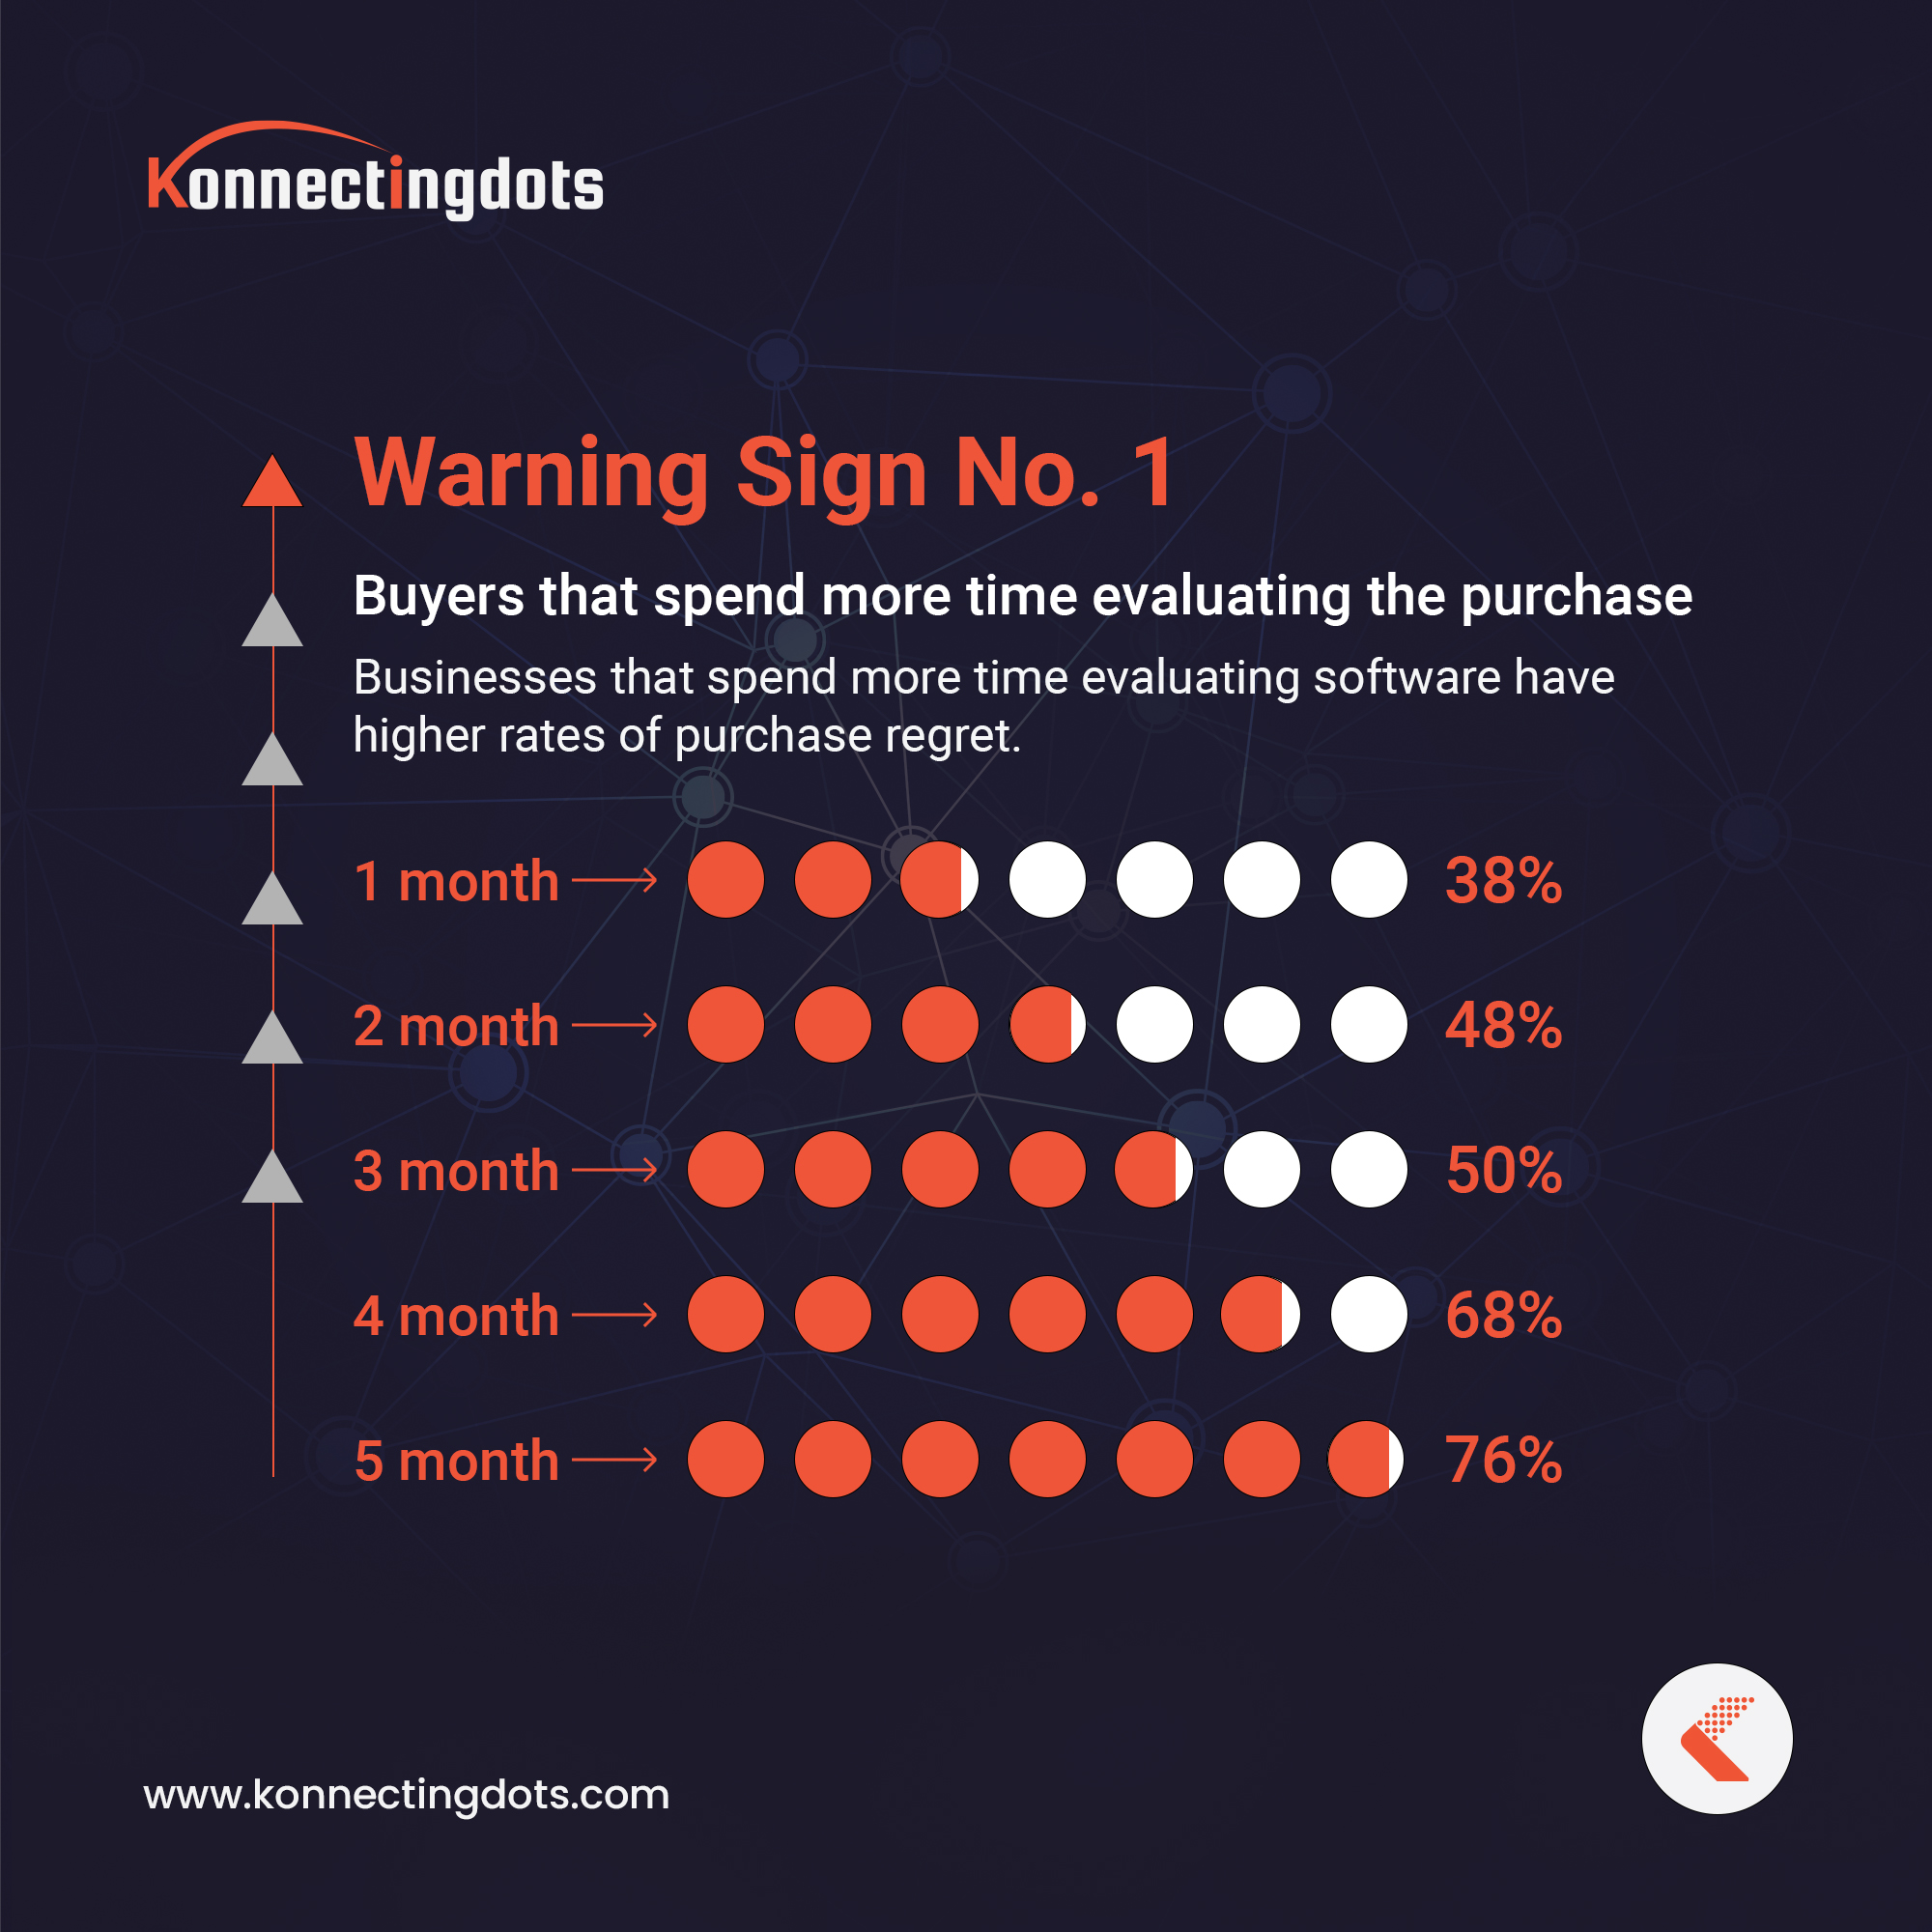 Konnectingdots
Warning Sign No. 1
Buyers that spend more time evaluating the purchase
Businesses that spend more time evaluating software have
higher rates of purchase regret.
1 month 38%
2 month 48%
3 month 50%
4 month 68%
5 month 76%
www.konnectingdots.com